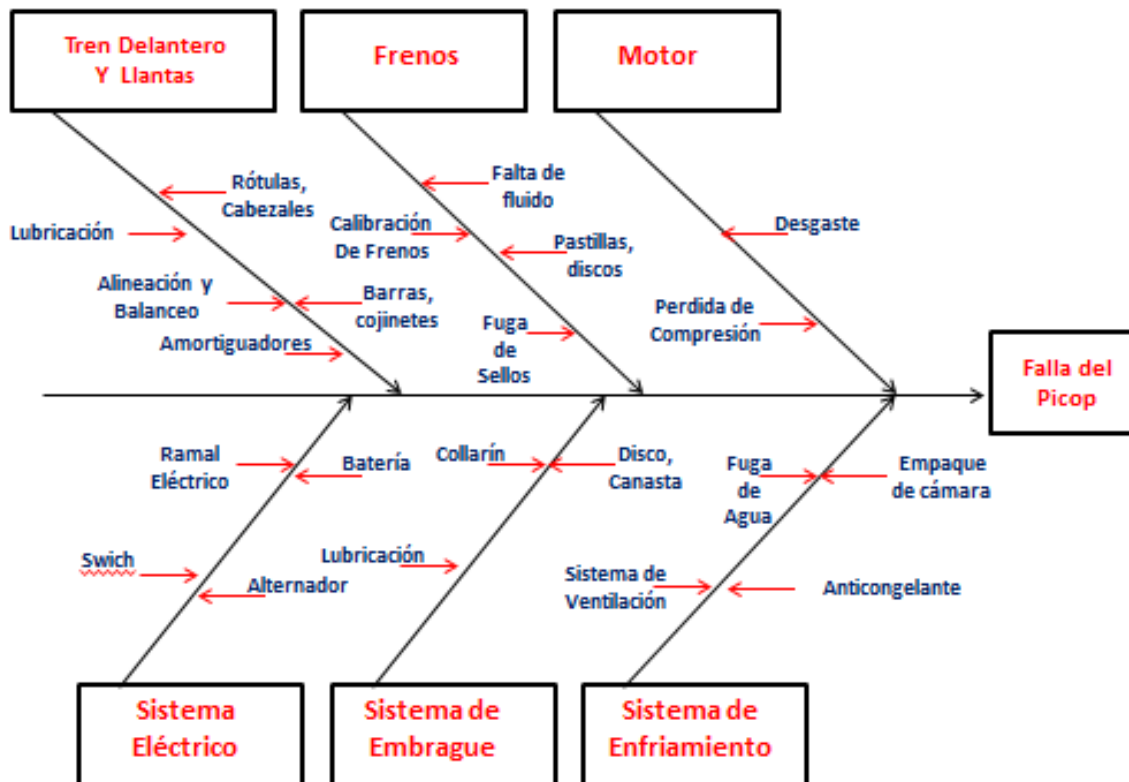 Tren Delantero
Y Llantas
Frenos
Motor
Rótulas,
Cabezales
Lubricación
Alineación y
Balanceo
Barras,
cojinetes
Amortiguadores
Falta de
fluido
Calibración
De Frenos
Pastillas,
discos
Fuga
de
Sellos
Desgaste
Perdida de
Compresión
Falla del
Picop
Ramal
Eléctrico
Batería
Swich
Alternador
Collarín
Disco,
Canasta
Lubricación
Fuga
de
Agua
Empaque
de cámara
Sistema de
Ventilación
Anticongelante
Sistema
Eléctrico
Sistema de
Embrague
Sistema de
Enfriamiento